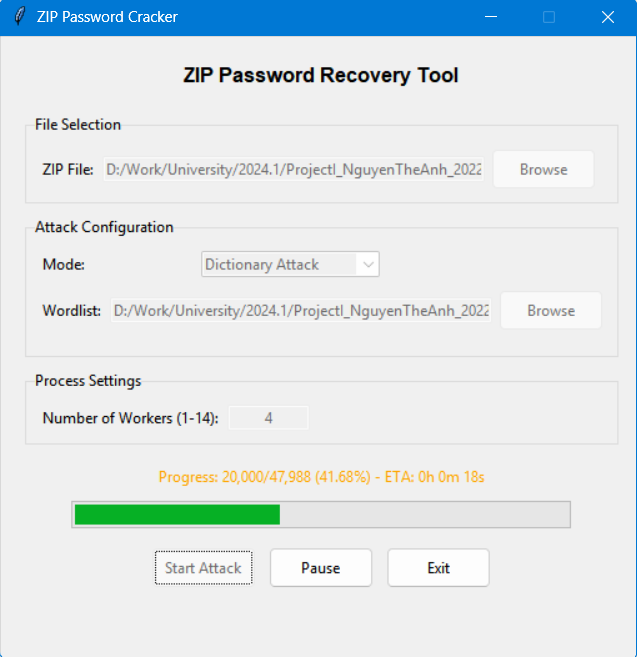 ZIP Password Cracker
ZIP Password Recovery Tool
File Selection
ZIP File: D:/Work/University/2024.1/ProjectI_NguyenTheAnh_2022 Browse
Attack Configuration
Mode: Dictionary Attack
Wordlist: D:/Work/University/2024.1/ProjectI_NguyenTheAnh_2022 Browse
Process Settings
Number of Workers (1-14): 4
Progress: 20,000/47,988 (41.68%) - ETA: 0h 0m 18s
Start Attack Pause Exit